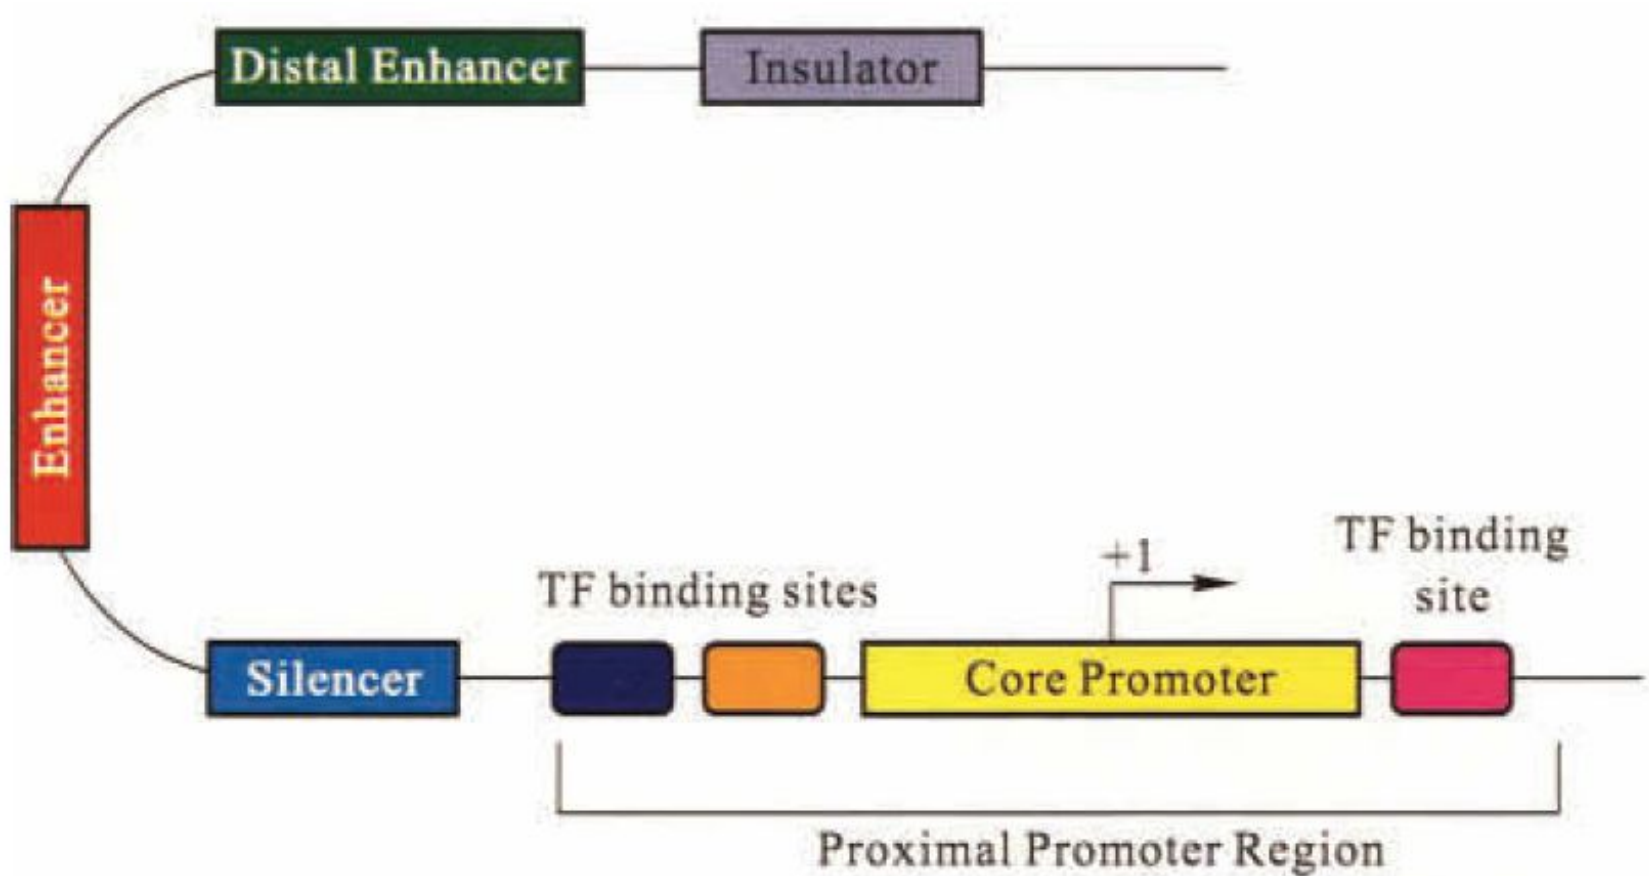 Distal Enhancer
Insulator
Enhancer
TF binding sites
+1
TF binding
site
Silencer
Core Promoter
Proximal Promoter Region